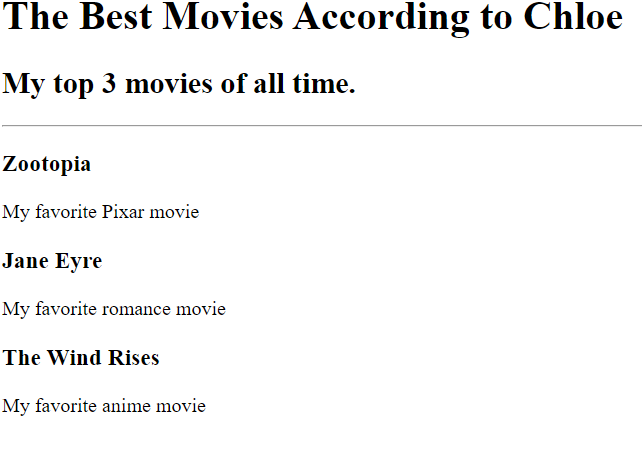 The Best Movies According to Chloe
My top 3 movies of all time.
Zootopia
My favorite Pixar movie
Jane Eyre
My favorite romance movie
The Wind Rises
My favorite anime movie